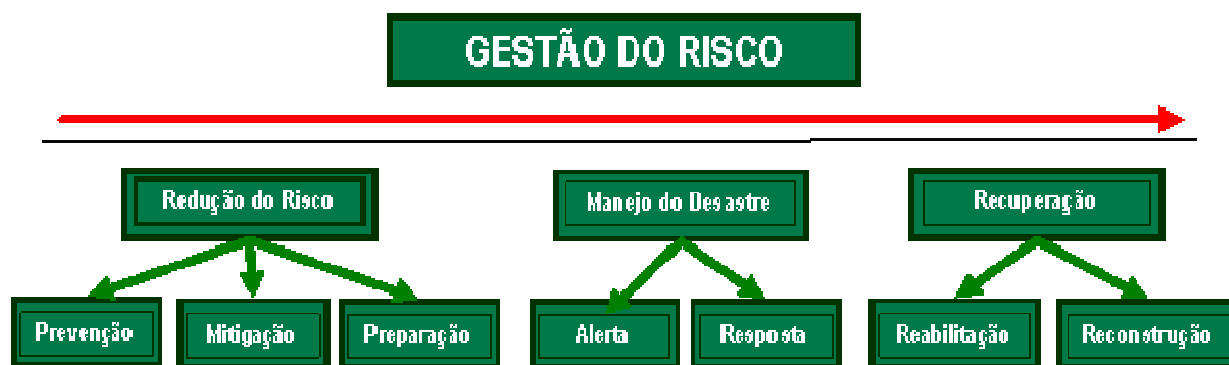 GESTÃO DO RISCO
Redução do Risco
Manejo do Desastre
Recuperação
Prevenção
Mitigação
Preparação
Alerta
Resposta
Reabilitação
Reconstrução